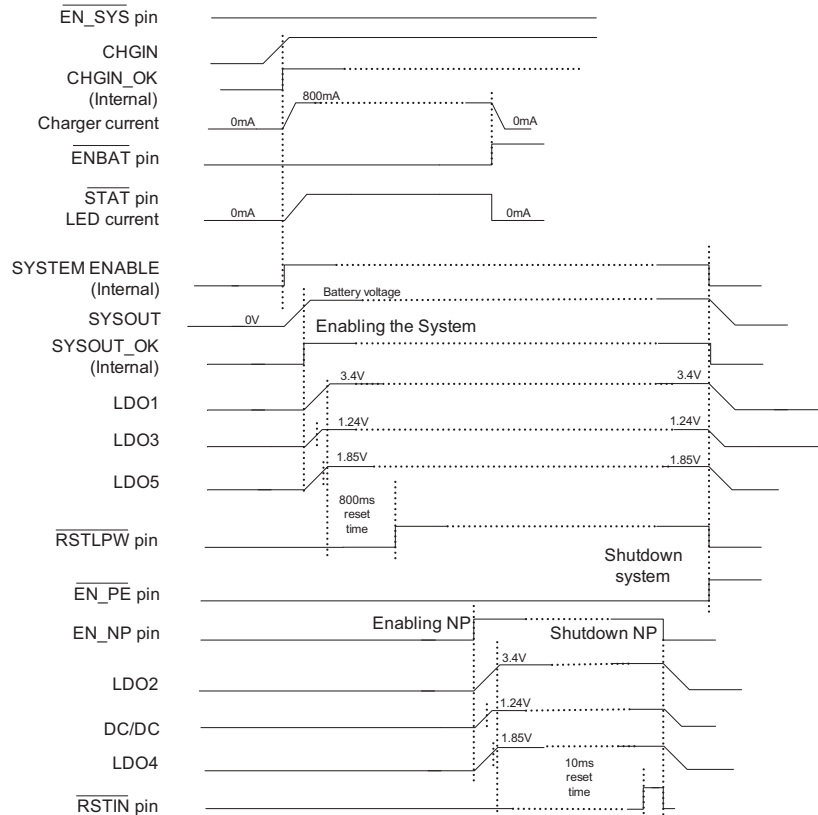 EN_SYS pin
CHGIN
CHGIN_OK
(Internal)
800mA
Charger current
0mA
0mA
ENBAT pin
STAT pin
LED current
0mA
0mA
SYSTEM ENABLE
(Internal)
Battery voltage
SYSOUT
0V
Enabling the System
SYSOUT_OK
(Internal)
3.4V
3.4V
LDO1
1.24V
1.24V
LDO3
1.85V
1.85V
LDO5
800ms
reset
time
RSTLPW pin
Shutdown
system
EN_PE pin
EN_NP pin
Enabling NP
Shutdown NP
3.4V
LDO2
1.24V
DC/DC
1.85V
LDO4
10ms
reset
time
RSTIN pin